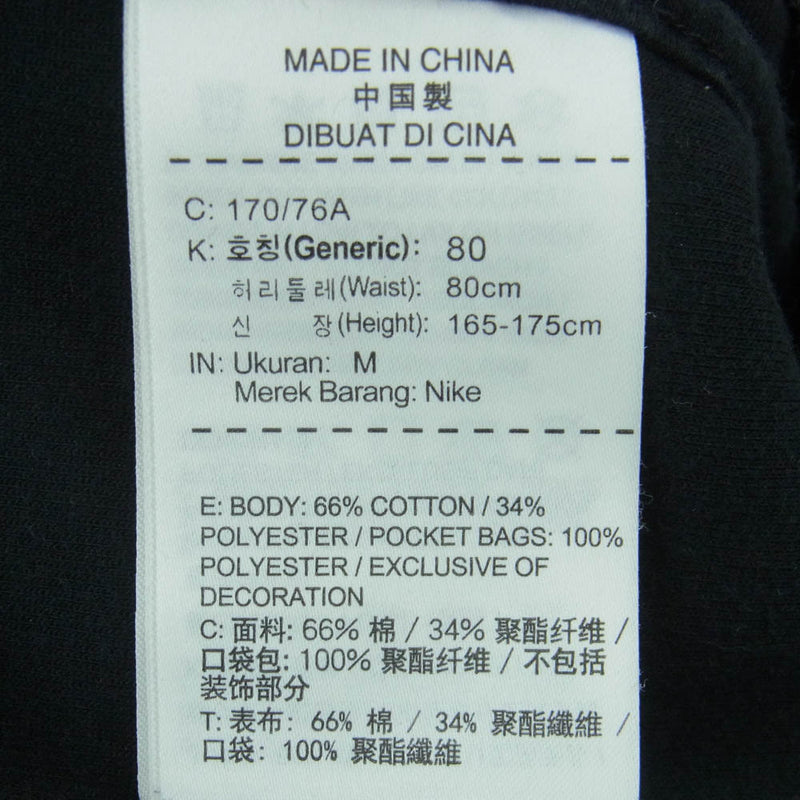 MADE IN CHINA
中国製
DIBUAT DI CINA
C: 170/76A
K: 호칭(Generic): 80
허리둘레(Waist): 80cm
신 장(Height): 165-175cm
IN: Ukuran: M
Merek Barang: Nike
E: BODY: 66% COTTON / 34%
POLYESTER / POCKET BAGS: 100%
POLYESTER / EXCLUSIVE OF
DECORATION
C: 面料: 66% 棉 / 34% 聚酯纤维 /
口袋包: 100% 聚酯纤维 / 不包括
装饰部分
T: 表布: 66% 棉 / 34% 聚酯纖維 /
口袋: 100% 聚酯纖維